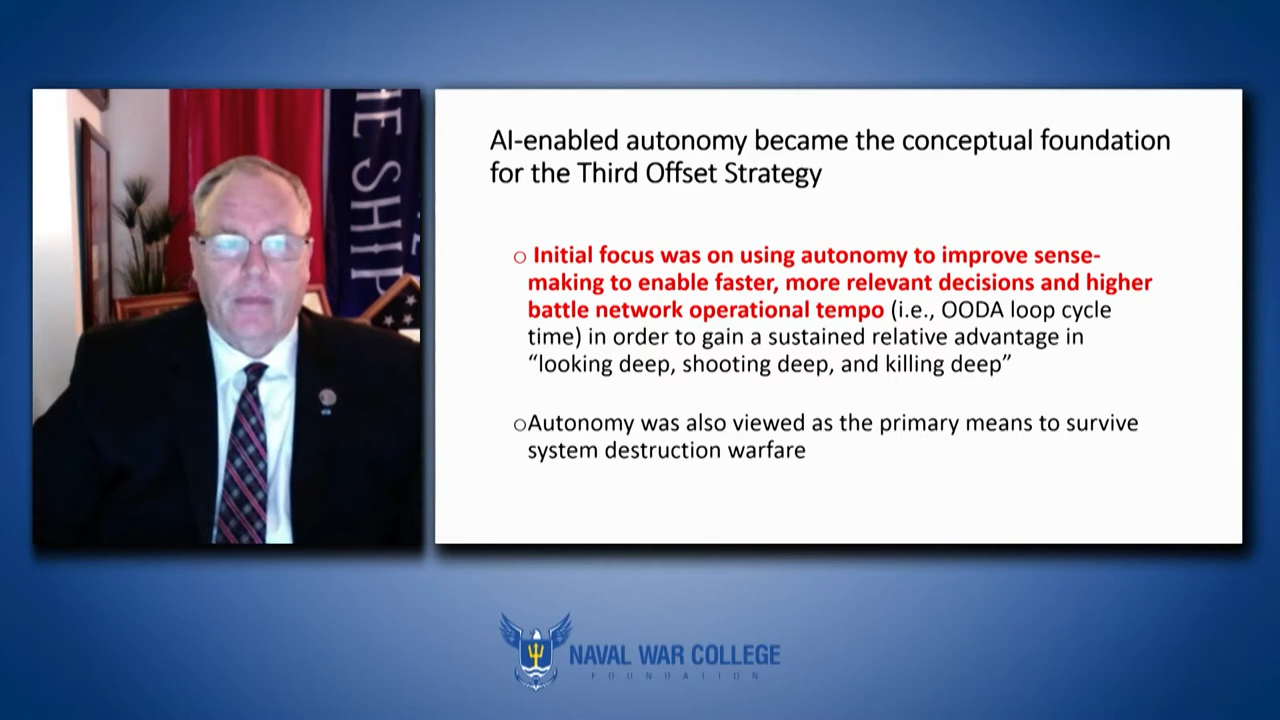 HE SHIP
AI-enabled autonomy became the conceptual foundation
for the Third Offset Strategy
○ Initial focus was on using autonomy to improve sense-
making to enable faster, more relevant decisions and higher
battle network operational tempo (i.e., OODA loop cycle
time) in order to gain a sustained relative advantage in
“looking deep, shooting deep, and killing deep”
○Autonomy was also viewed as the primary means to survive
system destruction warfare
NAVAL WAR COLLEGE
FOUNDATION